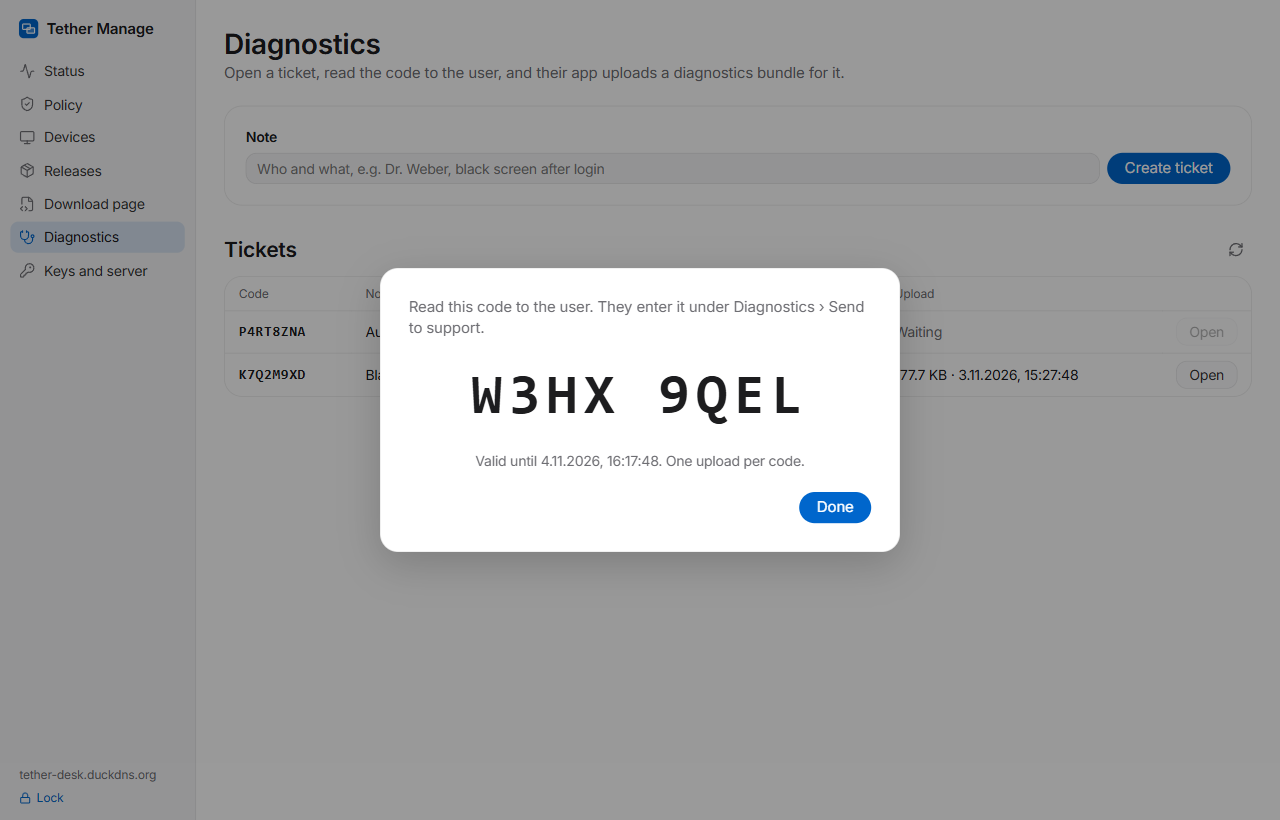 Tether Manage
Status
Policy
Devices
Releases
Download page
Diagnostics
Keys and server
tether-desk.duckdns.org
Lock
Diagnostics
Open a ticket, read the code to the user, and their app uploads a diagnostics bundle for it.
Note
Who and what, e.g. Dr. Weber, black screen after login
Create ticket
Tickets
Code
P4RT8ZNA
Waiting
Open
K7Q2M9XD
77.7 KB · 3.11.2026, 15:27:48
Open
Read this code to the user. They enter it under Diagnostics › Send
to support.
W3HX 9QEL
Valid until 4.11.2026, 16:17:48. One upload per code.
Done